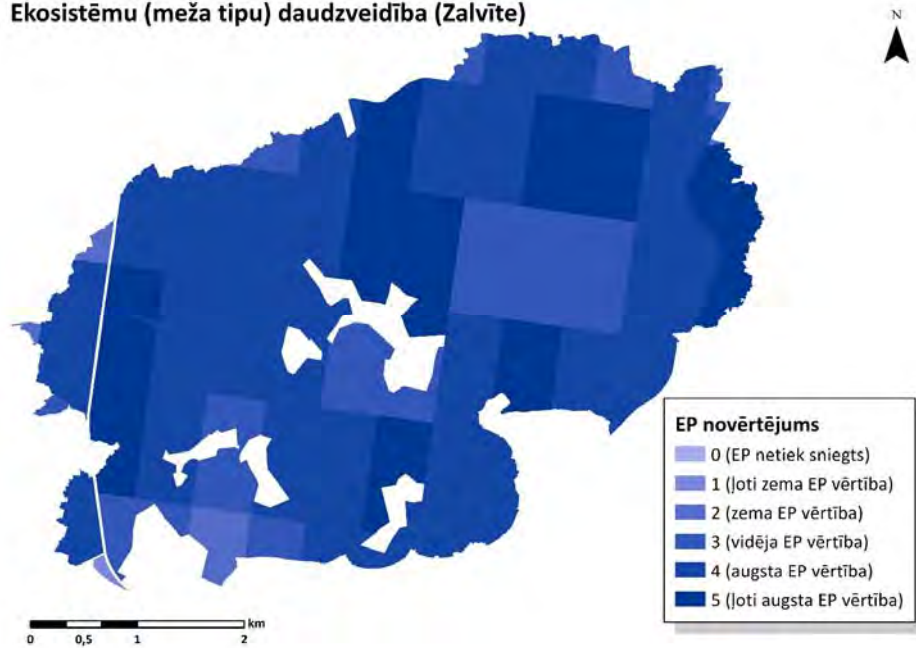 Ekosistēmu (meža tipu) daudzveidība (Zalvīte)
N
EP novērtējums
0 (EP netiek sniegts)
1 (ļoti zema EP vērtība)
2 (zema EP vērtība)
3 (vidēja EP vērtība)
4 (augsta EP vērtība)
5 (ļoti augsta EP vērtība)
km
0 0,5 1 2